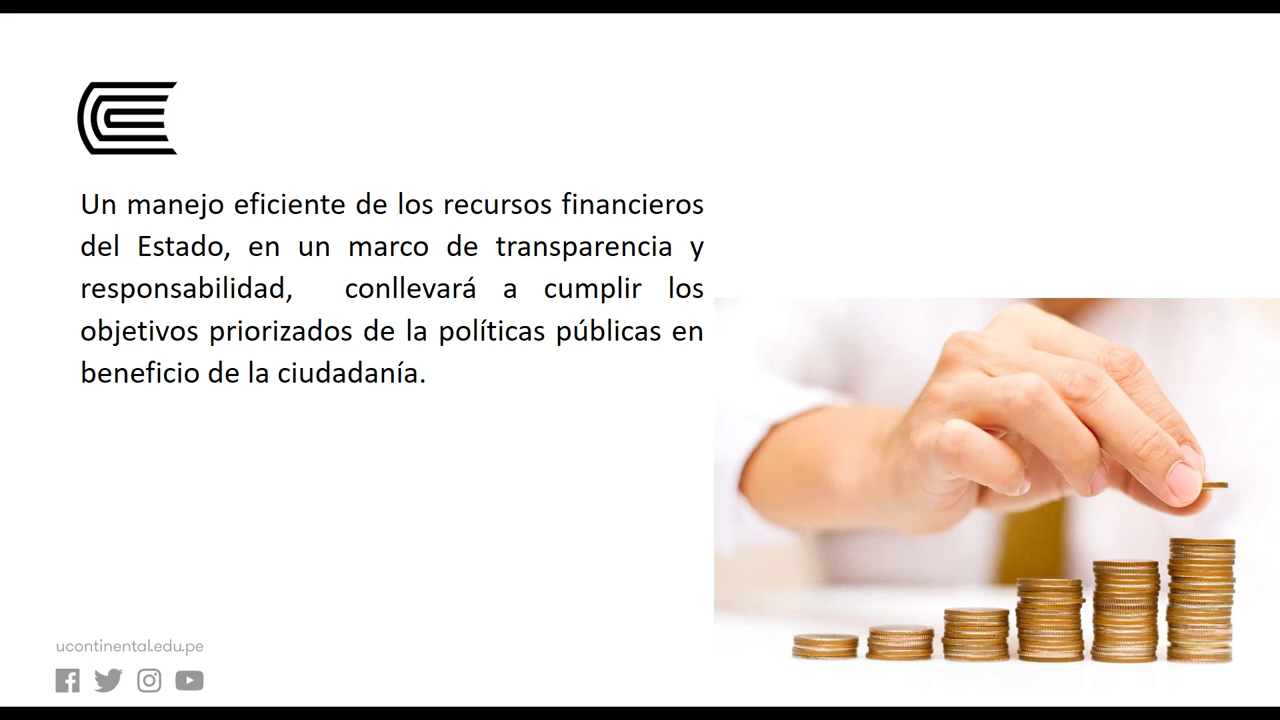 Un manejo eficiente de los recursos financieros
del Estado, en un marco de transparencia y
responsabilidad, conllevará a cumplir los
objetivos priorizados de la políticas públicas en
beneficio de la ciudadanía.
ucontinental.edu.pe